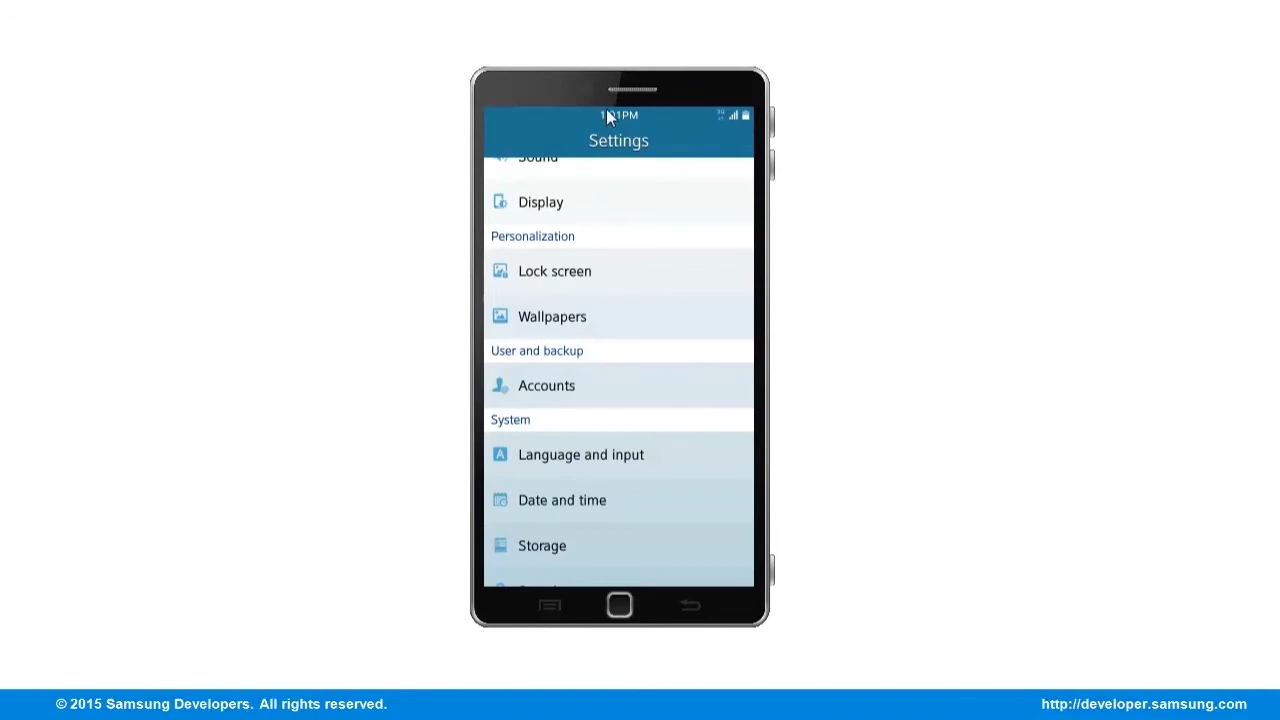 Settings
Sound
Display
Personalization
Lock screen
Wallpapers
User and backup
Accounts
System
A Language and input
Date and time
Storage
© 2015 Samsung Developers. All rights reserved.
http://developer.samsung.com